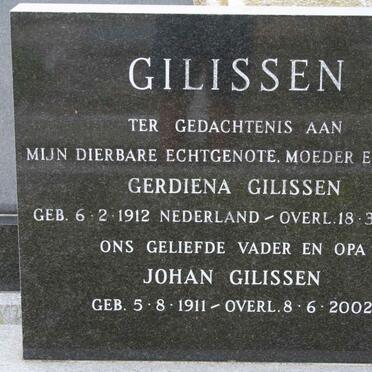 GILISSEN
TER GEDACHTENIS AAN
MIJN DIERBARE ECHTGENOTE, MOEDER E
GERDIENA GILISSEN
GEB. 6·2·1912 NEDERLAND – OVERL. 18·3
ONS GELIEFDE VADER EN OPA
JOHAN GILISSEN
GEB. 5·8·1911 – OVERL. 8·6·2002